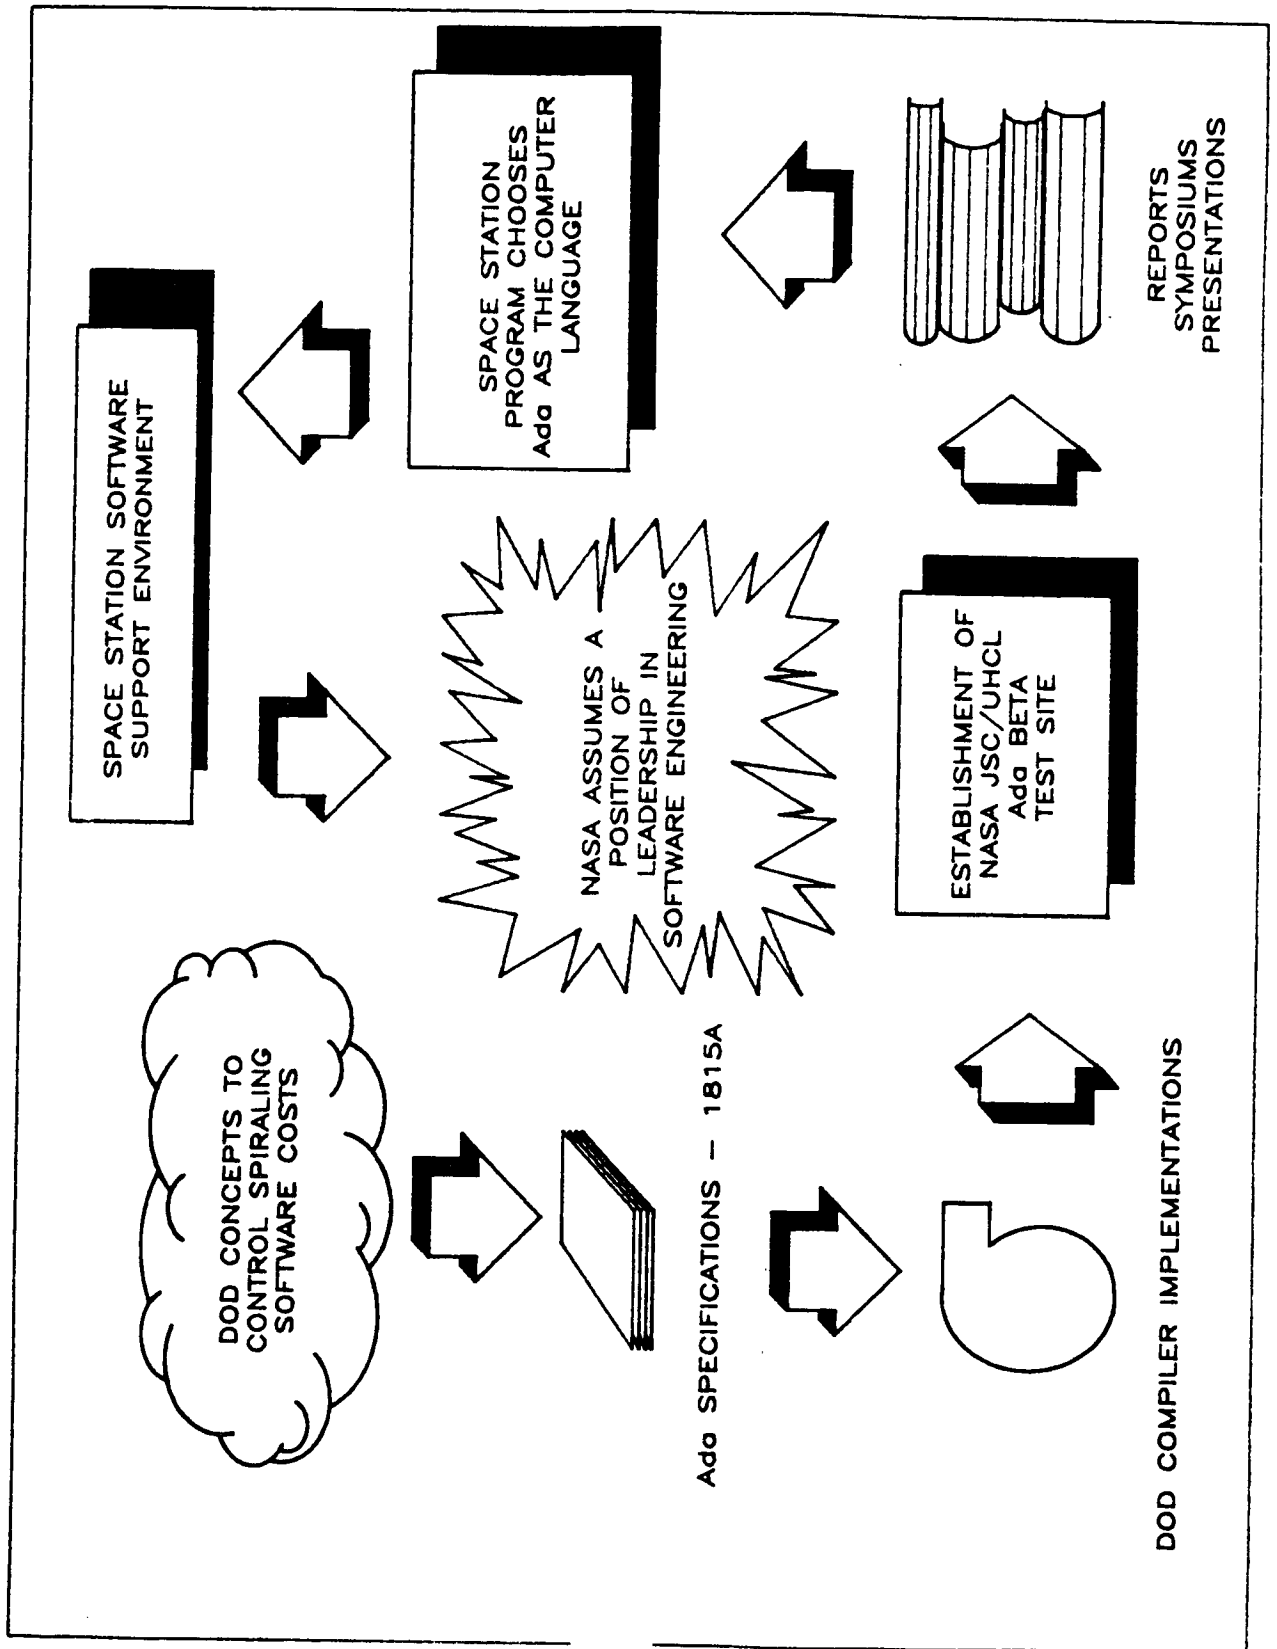 DOD CONCEPTS TO
CONTROL SPIRALING
SOFTWARE COSTS
Ada SPECIFICATIONS – 1815A
DOD COMPILER IMPLEMENTATIONS
ESTABLISHMENT OF
NASA JSC/UHCL
Ada BETA
TEST SITE
REPORTS
SYMPOSIUMS
PRESENTATIONS
SPACE STATION
PROGRAM CHOOSES
Ada AS THE COMPUTER
LANGUAGE
SPACE STATION SOFTWARE
SUPPORT ENVIRONMENT
NASA ASSUMES A
POSITION OF
LEADERSHIP IN
SOFTWARE ENGINEERING